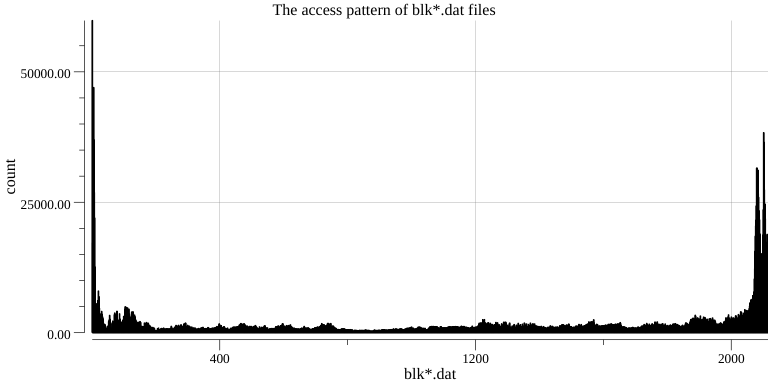 The access pattern of blk*.dat files
50000.00
count
25000.00
0.00
400
1200
2000
blk*.dat